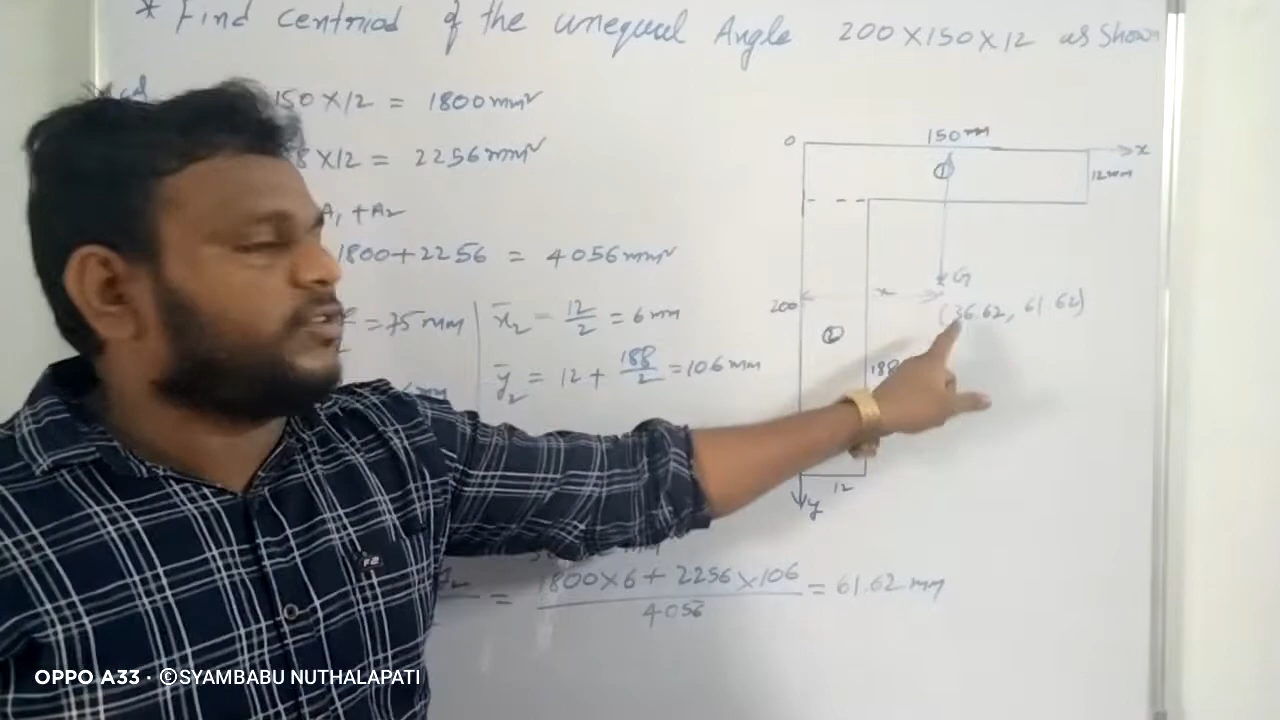 * Find centriod of the unequal Angle 200 X 150 X 12 as shown
150 X 12 = 1800 mm²
8 X 12 = 2256 mm²
A₁ + A₂
1800 + 2256 = 4056 mm²
= 75 mm
x̄₂ = 12/2 = 6 mm
mm
ȳ₂ = 12 + 188/2 = 106 mm
= 1800 X 6 + 2256 X 106 / 4056 = 61.62 mm
0
150 mm
x
1
12 mm
G
200
x
(36.62, 61.62)
2
188
12
y
F2
OPPO A33 · ©SYAMBABU NUTHALAPATI